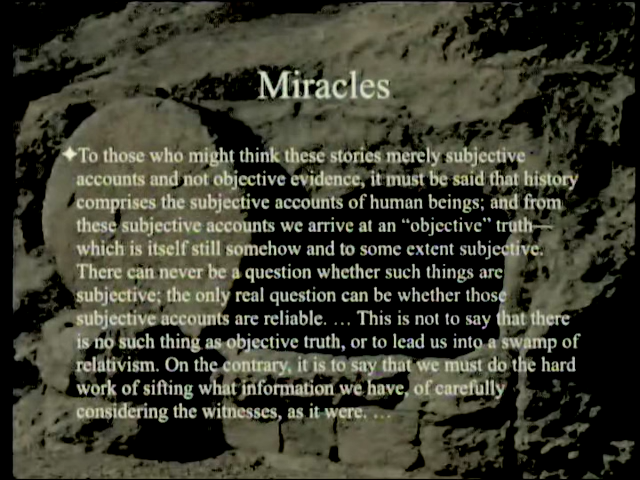 Miracles
✦To those who might think these stories merely subjective
accounts and not objective evidence, it must be said that history
comprises the subjective accounts of human beings; and from
these subjective accounts we arrive at an “objective” truth—
which is itself still somehow and to some extent subjective.
There can never be a question whether such things are
subjective; the only real question can be whether those
subjective accounts are reliable. … This is not to say that there
is no such thing as objective truth, or to lead us into a swamp of
relativism. On the contrary, it is to say that we must do the hard
work of sifting what information we have, of carefully
considering the witnesses, as it were. …